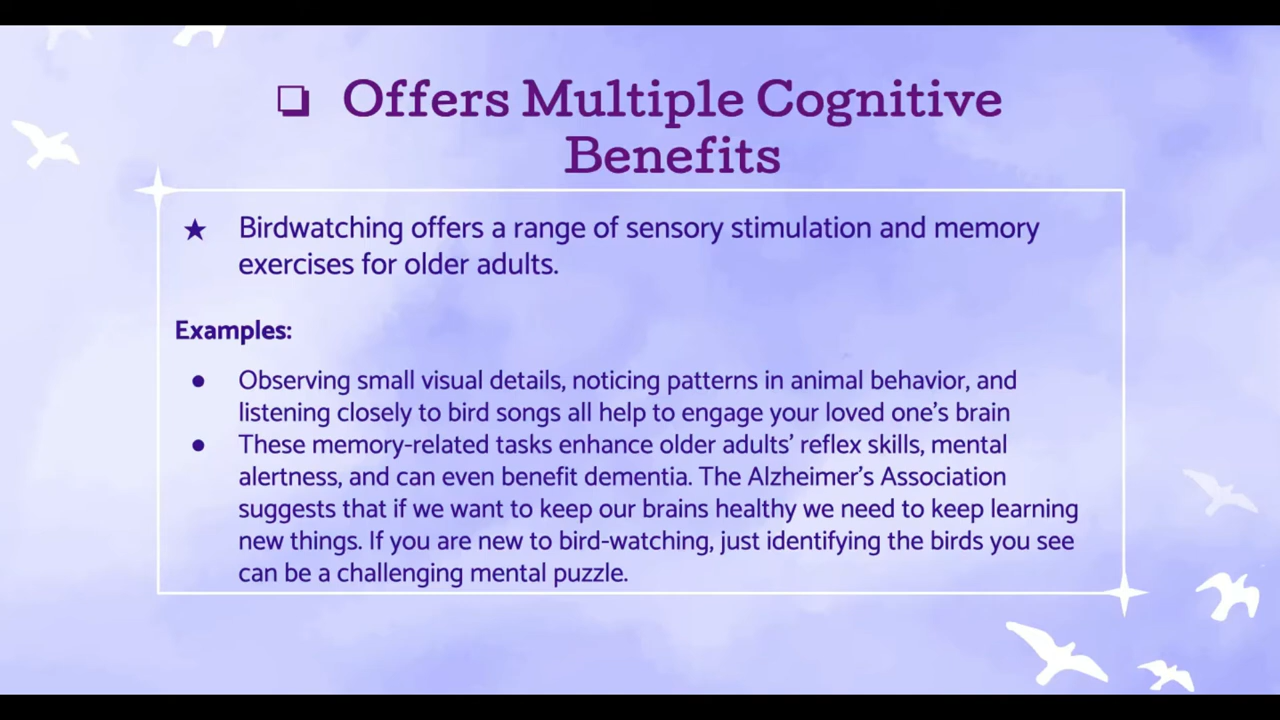 ❏ Offers Multiple Cognitive
Benefits
★ Birdwatching offers a range of sensory stimulation and memory
exercises for older adults.
Examples:
● Observing small visual details, noticing patterns in animal behavior, and
listening closely to bird songs all help to engage your loved one's brain
● These memory-related tasks enhance older adults' reflex skills, mental
alertness, and can even benefit dementia. The Alzheimer's Association
suggests that if we want to keep our brains healthy we need to keep learning
new things. If you are new to bird-watching, just identifying the birds you see
can be a challenging mental puzzle.